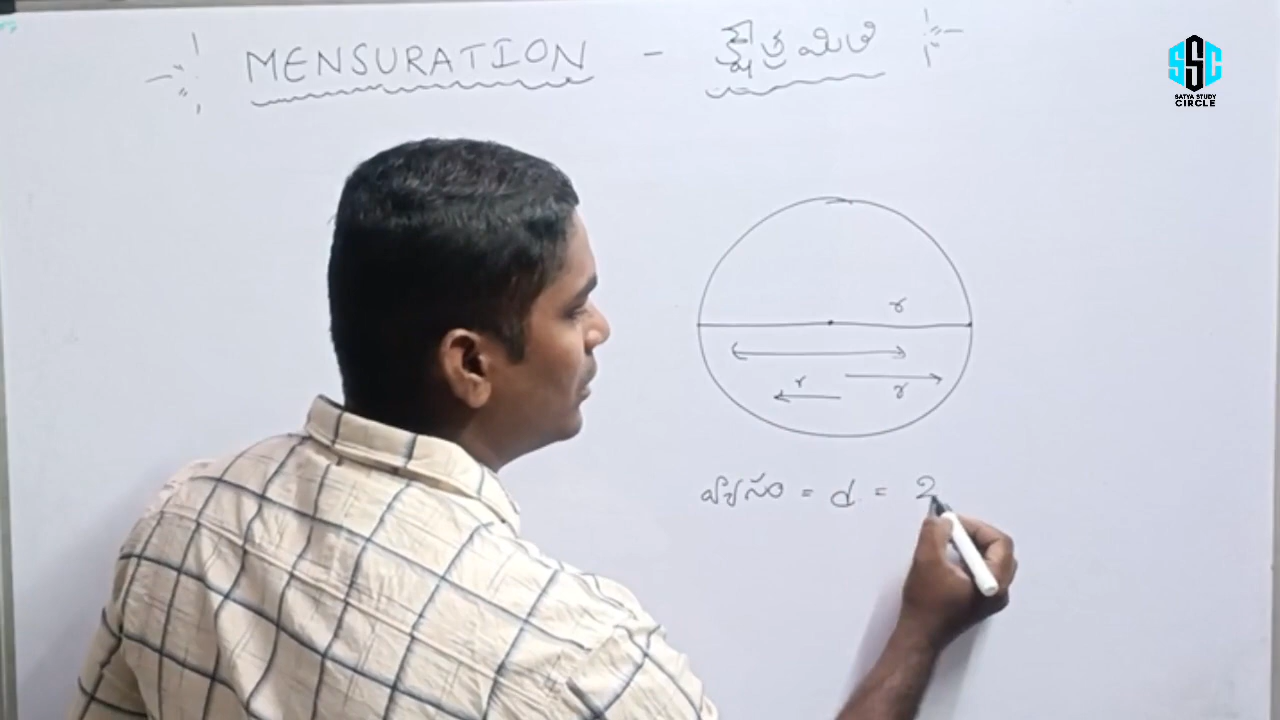 MENSURATION - క్షేత్రమితి
SSC
SATYA STUDY
CIRCLE
r
r
r
వ్యాసం = d = 2